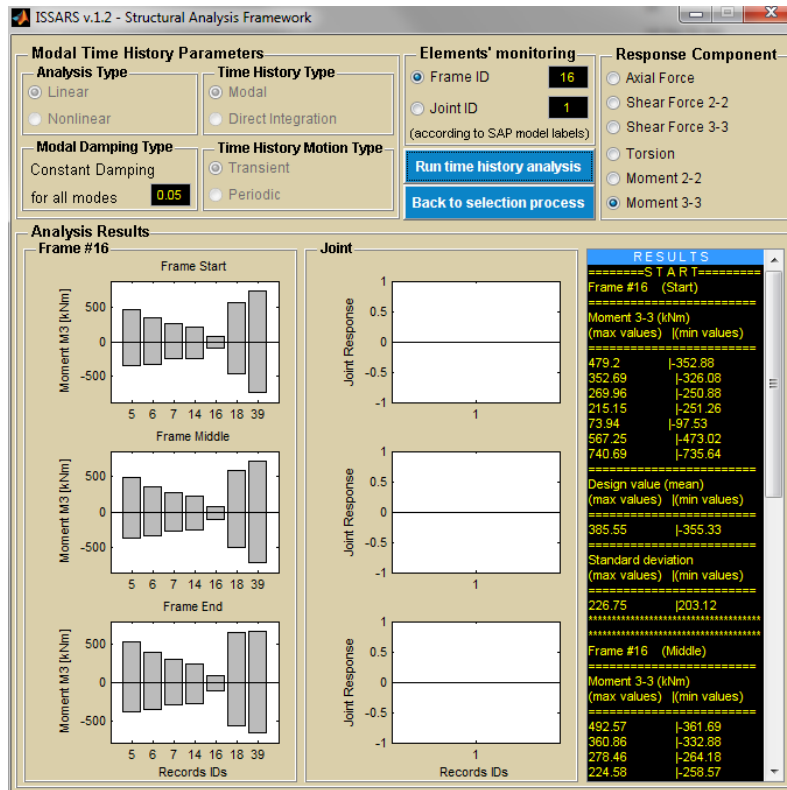 ISSARS v.1.2 - Structural Analysis Framework
Modal Time History Parameters
Analysis Type
Linear
Nonlinear
Time History Type
Modal
Direct Integration
Modal Damping Type
Constant Damping
for all modes 0.05
Time History Motion Type
Transient
Periodic
Elements' monitoring
Frame ID 16
Joint ID 1
(according to SAP model labels)
Run time history analysis
Back to selection process
Response Component
Axial Force
Shear Force 2-2
Shear Force 3-3
Torsion
Moment 2-2
Moment 3-3
Analysis Results
Frame #16
Frame Start
Moment M3 [kNm]
500
0
-500
5 6 7 14 16 18 39
Frame Middle
Moment M3 [kNm]
500
0
-500
5 6 7 14 16 18 39
Frame End
Moment M3 [kNm]
500
0
-500
5 6 7 14 16 18 39
Records IDs
Joint
Joint Response
1
0.5
0
-0.5
-1
1
Joint Response
1
0.5
0
-0.5
-1
1
Joint Response
1
0.5
0
-0.5
-1
1
Records IDs
RESULTS
========START=========
Frame #16 (Start)
========================
Moment 3-3 (kNm)
(max values) |(min values)
========================
479.2 |-352.88
352.69 |-326.08
269.96 |-250.88
215.15 |-251.26
73.94 |-97.53
567.25 |-473.02
740.69 |-735.64
========================
Design value (mean)
(max values) |(min values)
========================
385.55 |-355.33
========================
Standard deviation
(max values) |(min values)
========================
226.75 |203.12
************************************
************************************
Frame #16 (Middle)
========================
Moment 3-3 (kNm)
(max values) |(min values)
========================
492.57 |-361.69
360.86 |-332.88
278.46 |-264.18
224.58 |-258.57